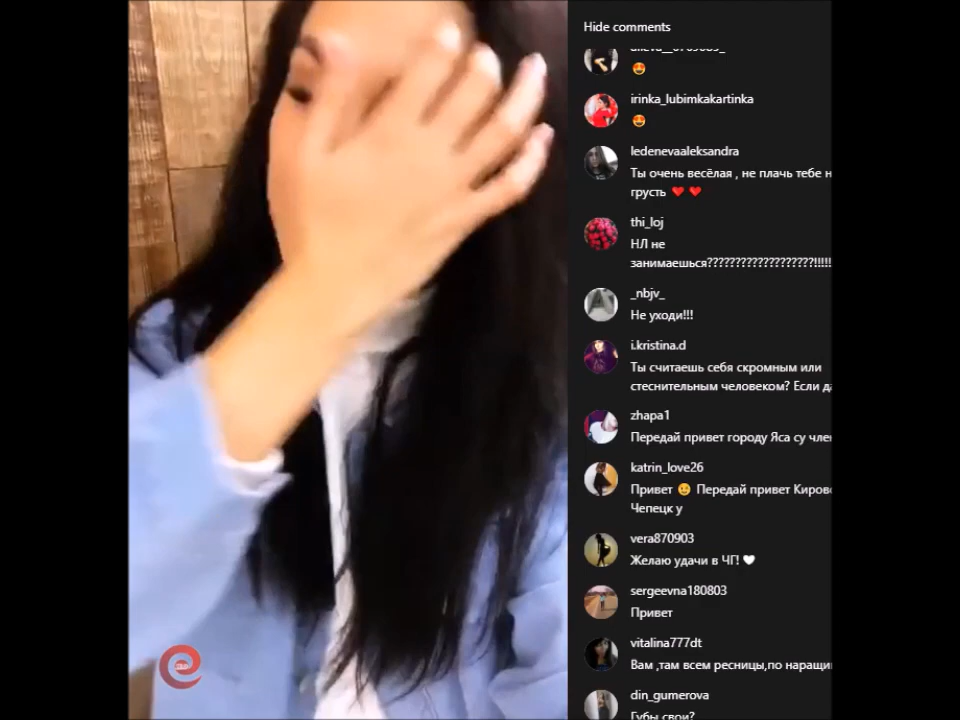 Hide comments
😍
irinka_lubimkakartinka
😍
ledenevaaleksandra
Ты очень весёлая , не плачь тебе н
грусть ❤️ ❤️
thi_loj
НЛ не
занимаешься???????????????????!!!!!
_nbjv_
Не уходи!!!
i.kristina.d
Ты считаешь себя скромным или
стеснительным человеком? Если да
zhapa1
Передай привет городу Яса су член
katrin_love26
Привет 😉 Передай привет Кирово
Чепецк у
vera870903
Желаю удачи в ЧГ! 🤍
sergeevna180803
Привет
vitalina777dt
Вам ,там всем ресницы,по наращи
din_gumerova
Губы свои?